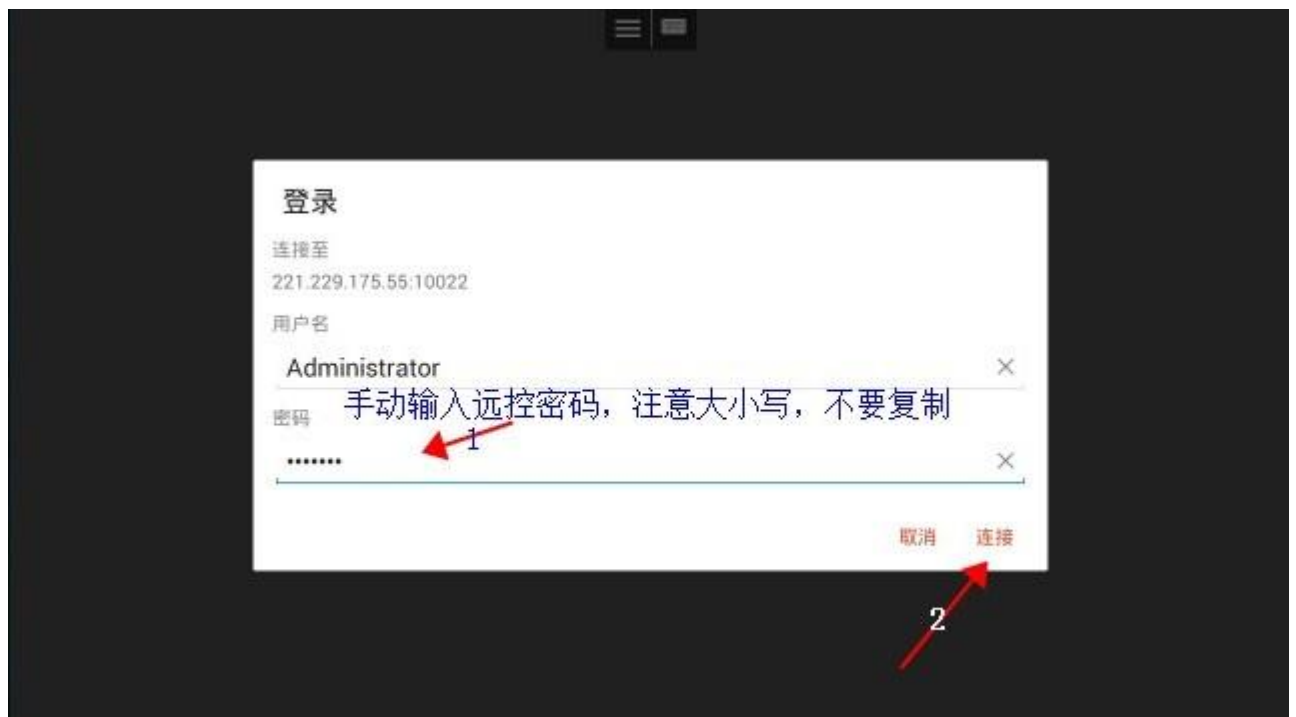 登录
连接至
221.229.175.55:10022
用户名
Administrator
手动输入远控密码，注意大小写，不要复制
密码
1
•••••••
取消 连接
2